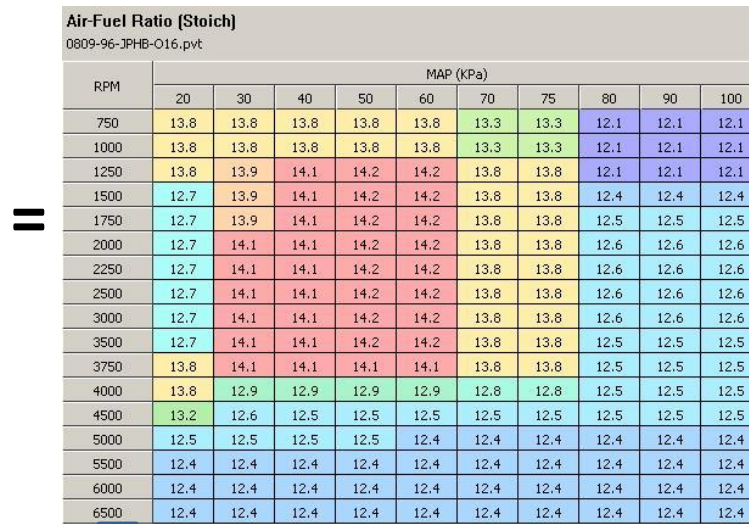 Air-Fuel Ratio (Stoich)
0809-96-JPHB-O16.pvt
=
RPM MAP (KPa)
20 30 40 50 60 70 75 80 90 100
750 13.8 13.8 13.8 13.8 13.8 13.3 13.3 12.1 12.1 12.1
1000 13.8 13.8 13.8 13.8 13.8 13.3 13.3 12.1 12.1 12.1
1250 13.8 13.9 14.1 14.2 14.2 13.8 13.8 12.1 12.1 12.1
1500 12.7 13.9 14.1 14.2 14.2 13.8 13.8 12.4 12.4 12.4
1750 12.7 13.9 14.1 14.2 14.2 13.8 13.8 12.5 12.5 12.5
2000 12.7 14.1 14.1 14.2 14.2 13.8 13.8 12.6 12.6 12.6
2250 12.7 14.1 14.1 14.2 14.2 13.8 13.8 12.6 12.6 12.6
2500 12.7 14.1 14.1 14.2 14.2 13.8 13.8 12.6 12.6 12.6
3000 12.7 14.1 14.1 14.2 14.2 13.8 13.8 12.6 12.6 12.6
3500 12.7 14.1 14.1 14.2 14.2 13.8 13.8 12.5 12.5 12.5
3750 13.8 14.1 14.1 14.1 14.1 13.8 13.8 12.5 12.5 12.5
4000 13.8 12.9 12.9 12.9 12.9 12.8 12.8 12.5 12.5 12.5
4500 13.2 12.6 12.5 12.5 12.5 12.5 12.5 12.5 12.5 12.5
5000 12.5 12.5 12.5 12.5 12.4 12.4 12.4 12.4 12.4 12.4
5500 12.4 12.4 12.4 12.4 12.4 12.4 12.4 12.4 12.4 12.4
6000 12.4 12.4 12.4 12.4 12.4 12.4 12.4 12.4 12.4 12.4
6500 12.4 12.4 12.4 12.4 12.4 12.4 12.4 12.4 12.4 12.4